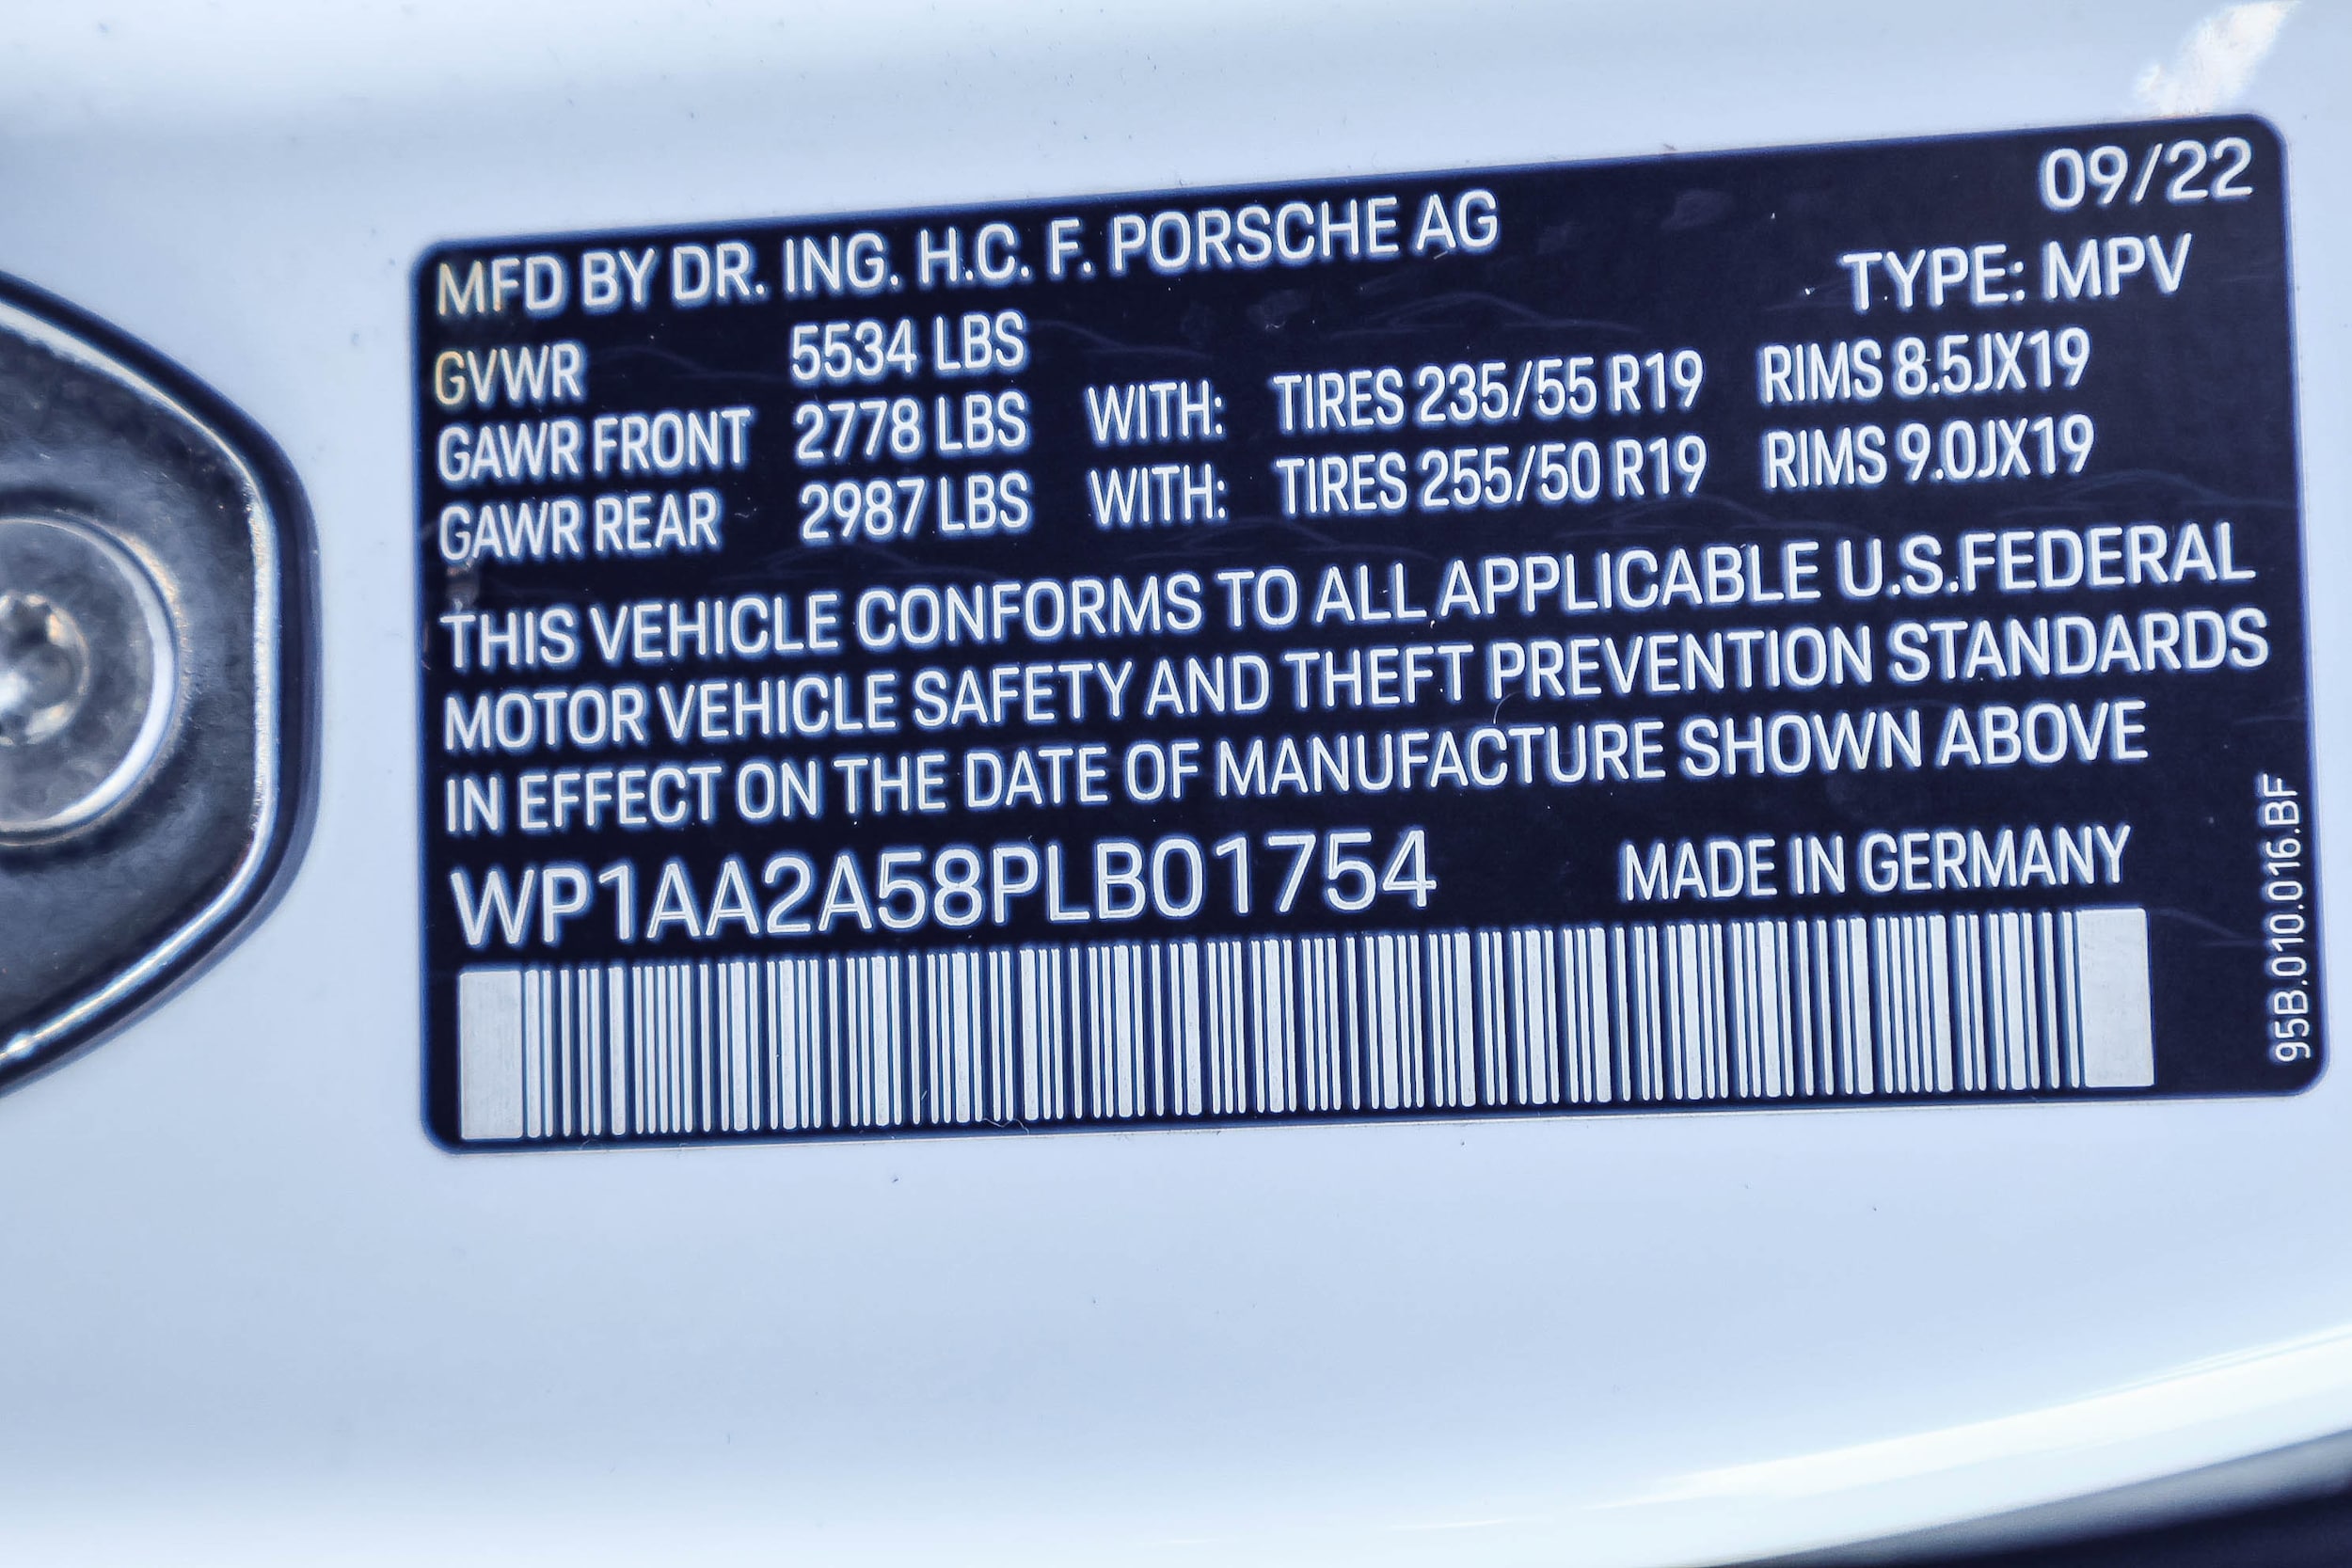 09/22
MFD BY DR. ING. H.C. F. PORSCHE AG
TYPE: MPV
GVWR 5534 LBS
GAWR FRONT 2778 LBS WITH: TIRES 235/55 R19 RIMS 8.5JX19
GAWR REAR 2987 LBS WITH: TIRES 255/50 R19 RIMS 9.0JX19
THIS VEHICLE CONFORMS TO ALL APPLICABLE U.S.FEDERAL
MOTOR VEHICLE SAFETY AND THEFT PREVENTION STANDARDS
IN EFFECT ON THE DATE OF MANUFACTURE SHOWN ABOVE
WP1AA2A58PLB01754 MADE IN GERMANY
95B.010.016.BF